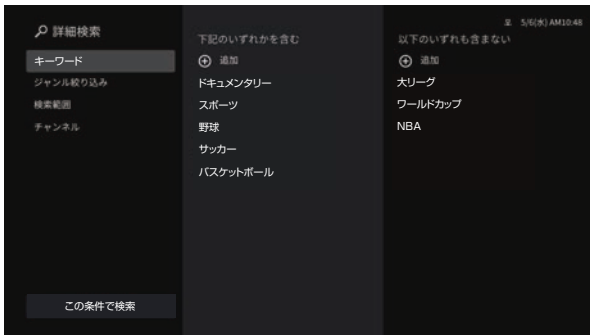 詳細検索
キーワード
ジャンル絞り込み
検索範囲
チャンネル
この条件で検索
下記のいずれかを含む
追加
ドキュメンタリー
スポーツ
野球
サッカー
バスケットボール
5/6(水) AM10:48
以下のいずれも含まない
追加
大リーグ
ワールドカップ
NBA